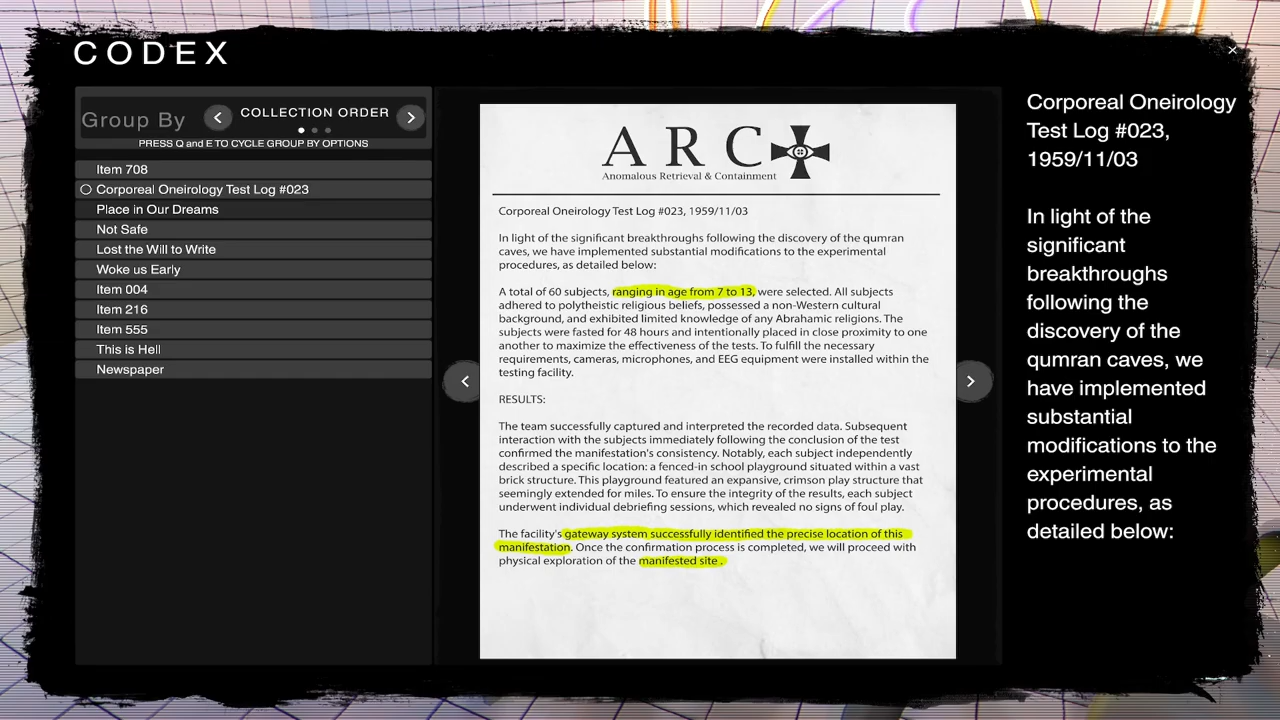 CODEX
Group By
COLLECTION ORDER
PRESS Q and E TO CYCLE GROUP BY OPTIONS
Item 708
Corporeal Oneirology Test Log #023
Place in Our Dreams
Not Safe
Lost the Will to Write
Woke us Early
Item 004
Item 216
Item 555
This is Hell
Newspaper
ARC
Anomalous Retrieval & Containment
Corporeal Oneirology Test Log #023, 1959/11/03
In light of the significant breakthroughs following the discovery of the qumran
caves, we have implemented substantial modifications to the experimental
procedures, as detailed below:
A total of 60 subjects, ranging in age from 7 to 13, were selected. All subjects
adhered to polytheistic religious beliefs, possessed a non-Western cultural
background, and exhibited limited knowledge of any Abrahamic religions. The
subjects were fasted for 48 hours and intentionally placed in close proximity to one
another to maximize the effectiveness of the tests. To fulfill the necessary
requirements, cameras, microphones, and EEG equipment were installed within the
testing facility.
RESULTS:
The team successfully captured and interpreted the recorded data. Subsequent
interaction with the subjects immediately following the conclusion of the test
confirmed the manifestations consistency. Notably, each subject independently
described a specific location: a fenced-in school playground situated within a vast
brick structure. This playground featured an expansive, crimson play structure that
seemingly extended for miles. To ensure the integrity of the results, each subject
underwent individual debriefing sessions, which revealed no signs of foul play.
The facility's gateway system successfully identified the precise location of this
manifestation. Once the confirmation process is completed, we will proceed with
physical exploration of the manifested site .
Corporeal Oneirology
Test Log #023,
1959/11/03
In light of the
significant
breakthroughs
following the
discovery of the
qumran caves, we
have implemented
substantial
modifications to the
experimental
procedures, as
detailed below: